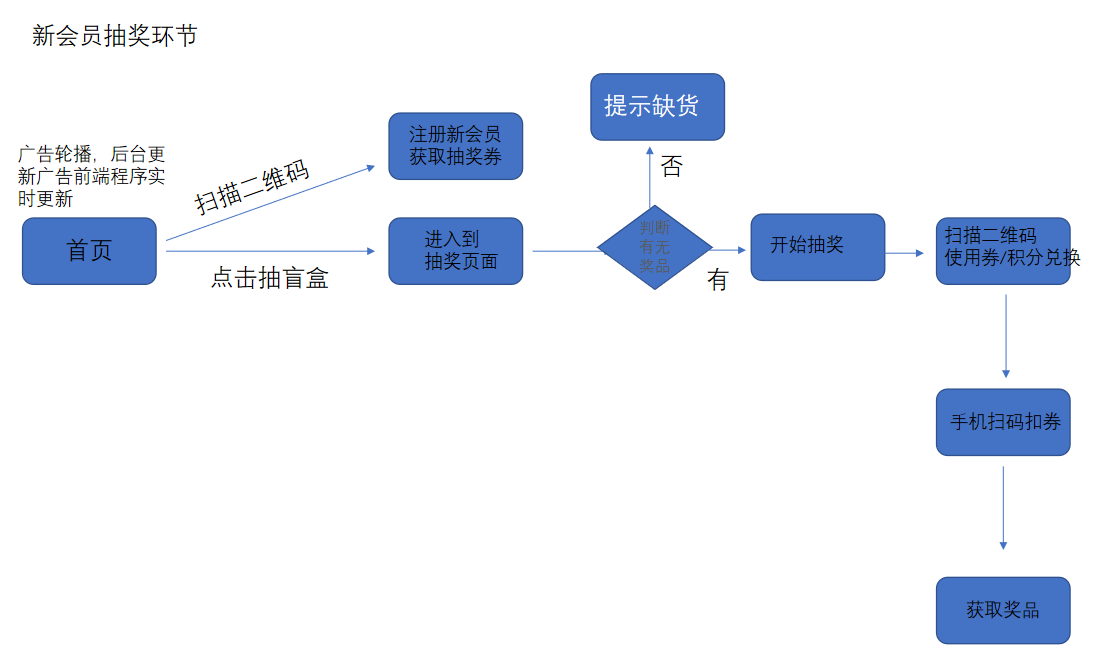 新会员抽奖环节
广告轮播，后台更
新广告前端程序实
时更新
首页
扫描二维码
点击抽盲盒
注册新会员
获取抽奖券
进入到
抽奖页面
提示缺货
否
判断
有无
奖品
有
开始抽奖
扫描二维码
使用券/积分兑换
手机扫码扣券
获取奖品